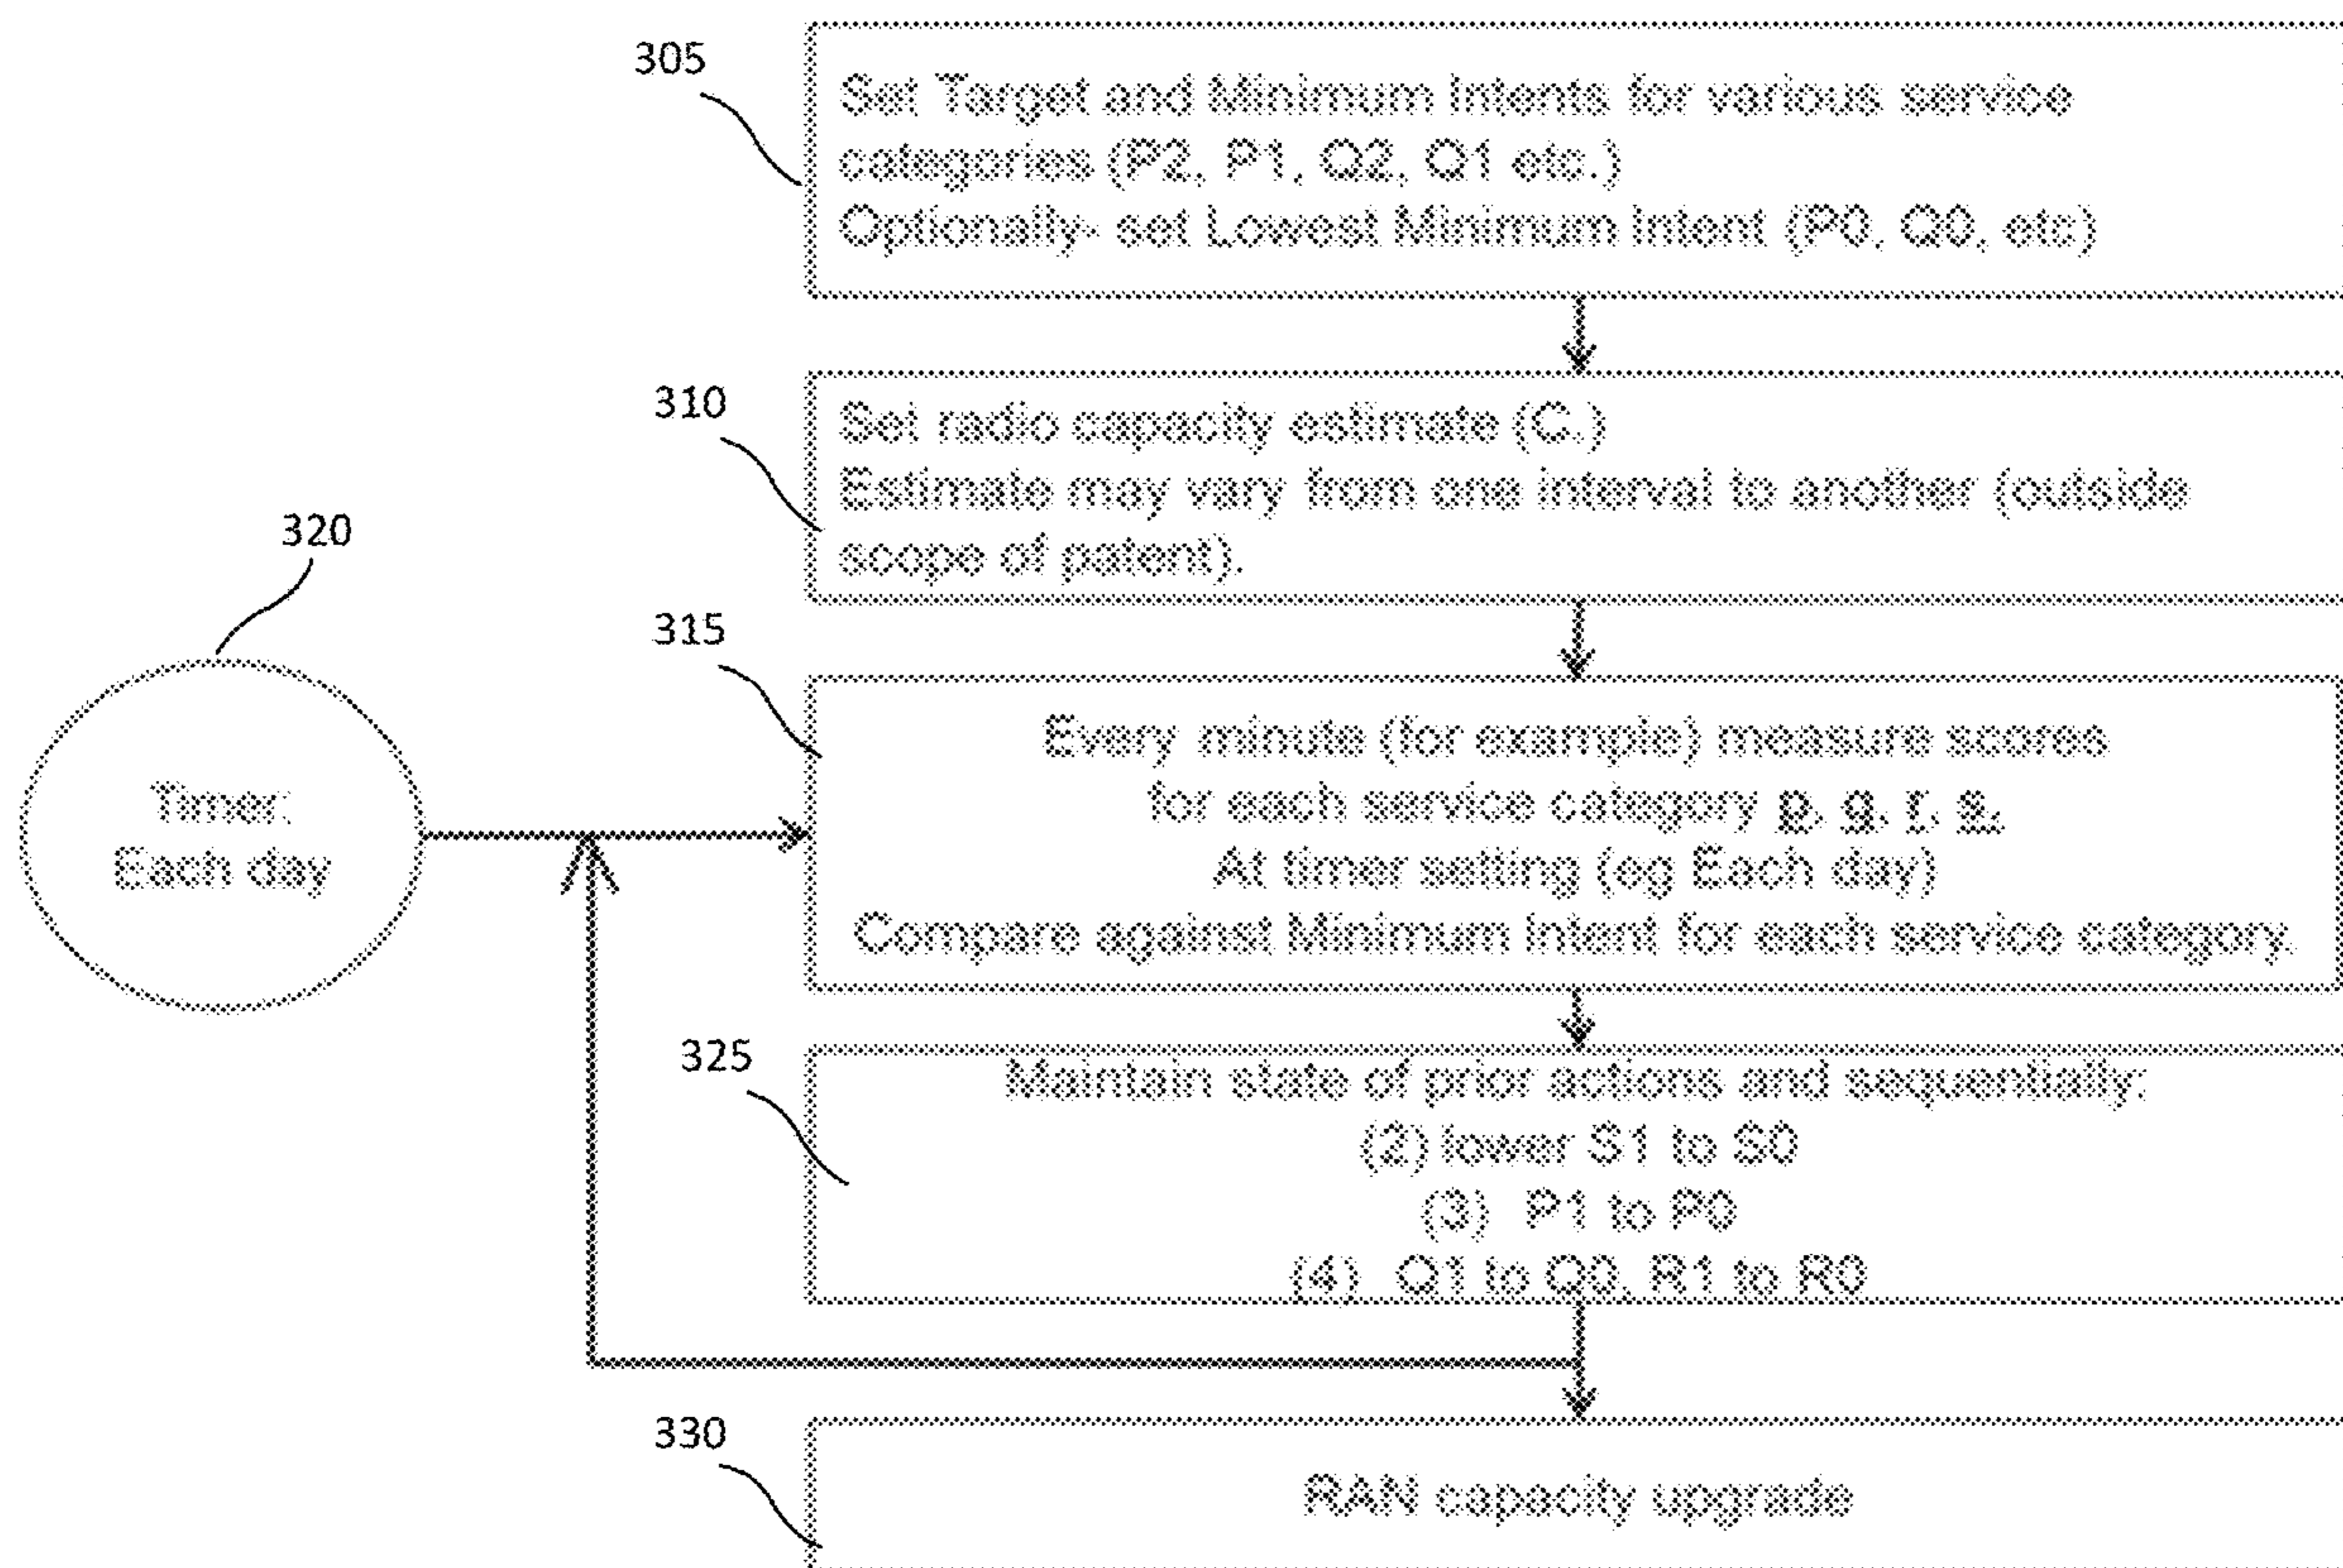 305
Set Target and Minimum Intents for various service
categories (P2, P1, Q2, Q1 etc.)
Optionally- set Lowest Minimum Intent (P0, Q0, etc)
310
Set radio capacity estimate (C.)
Estimate may vary from one interval to another (outside
scope of patent).
315
Every minute (for example) measure scores
for each service category p, q, r, s.
At timer setting (eg Each day)
Compare against Minimum Intent for each service category.
320
Timer:
Each day
325
Maintain state of prior actions and sequentially:
(2) lower S1 to S0
(3) P1 to P0
(4) Q1 to Q0, R1 to R0
330
RAN capacity upgrade